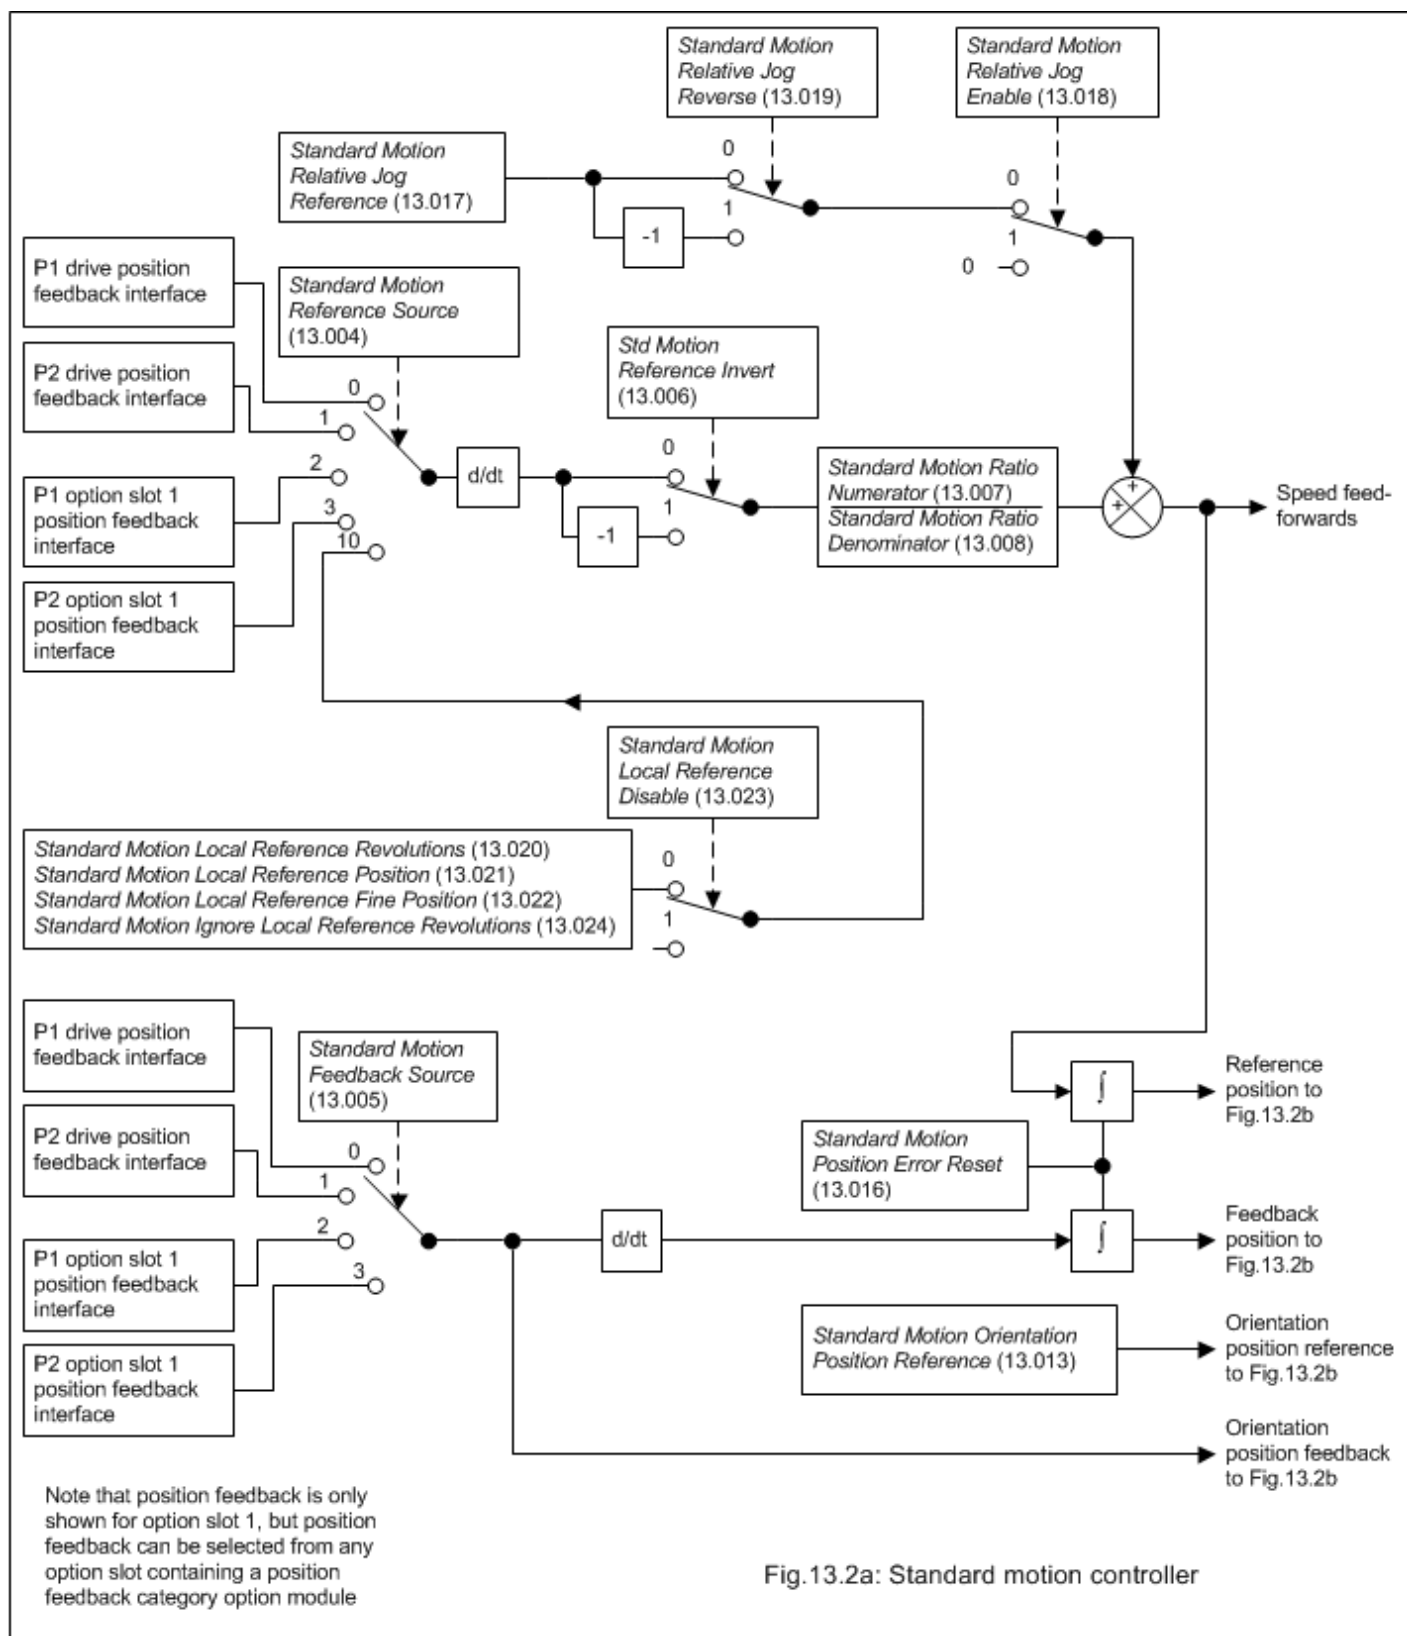 Standard Motion
Relative Jog
Reverse (13.019)
Standard Motion
Relative Jog
Enable (13.018)
Standard Motion
Relative Jog
Reference (13.017)
0
1
-1
0
1
0
P1 drive position
feedback interface
Standard Motion
Reference Source
(13.004)
P2 drive position
feedback interface
Std Motion
Reference Invert
(13.006)
0
1
2
3
10
P1 option slot 1
position feedback
interface
P2 option slot 1
position feedback
interface
d/dt
0
1
-1
Standard Motion Ratio
Numerator (13.007)
Standard Motion Ratio
Denominator (13.008)
+
+
Speed feed-
forwards
Standard Motion
Local Reference
Disable (13.023)
Standard Motion Local Reference Revolutions (13.020)
Standard Motion Local Reference Position (13.021)
Standard Motion Local Reference Fine Position (13.022)
Standard Motion Ignore Local Reference Revolutions (13.024)
0
1
P1 drive position
feedback interface
Standard Motion
Feedback Source
(13.005)
P2 drive position
feedback interface
0
1
2
3
P1 option slot 1
position feedback
interface
P2 option slot 1
position feedback
interface
d/dt
∫
Reference
position to
Fig.13.2b
Standard Motion
Position Error Reset
(13.016)
∫
Feedback
position to
Fig.13.2b
Standard Motion Orientation
Position Reference (13.013)
Orientation
position reference
to Fig.13.2b
Orientation
position feedback
to Fig.13.2b
Note that position feedback is only
shown for option slot 1, but position
feedback can be selected from any
option slot containing a position
feedback category option module
Fig.13.2a: Standard motion controller